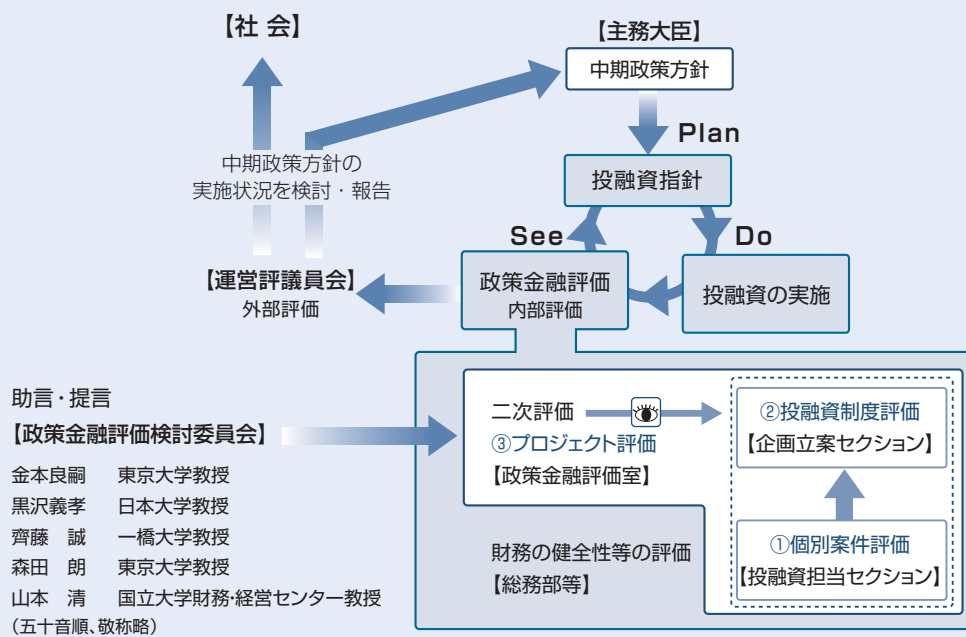 【社 会】
【主務大臣】
中期政策方針
Plan
中期政策方針の
実施状況を検討・報告
投融資指針
See
Do
【運営評議員会】
外部評価
政策金融評価
内部評価
投融資の実施
助言・提言
【政策金融評価検討委員会】
金本良嗣 東京大学教授
黒沢義孝 日本大学教授
齊藤 誠 一橋大学教授
森田 朗 東京大学教授
山本 清 国立大学財務・経営センター教授
(五十音順、敬称略)
二次評価
③プロジェクト評価
【政策金融評価室】
②投融資制度評価
【企画立案セクション】
財務の健全性等の評価
【総務部等】
①個別案件評価
【投融資担当セクション】